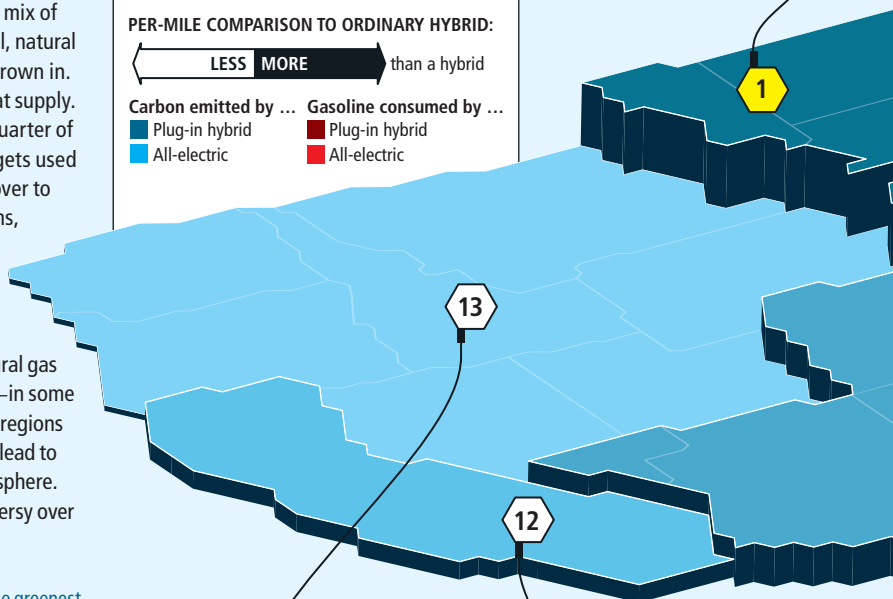 mix of
l, natural
rown in.
at supply.
uarter of
gets used
over to
ns,
ral gas
–in some
regions
lead to
sphere.
ersy over
e greenest
PER-MILE COMPARISON TO ORDINARY HYBRID:
LESS MORE than a hybrid
Carbon emitted by … Gasoline consumed by …
Plug-in hybrid Plug-in hybrid
All-electric All-electric
1
13
12